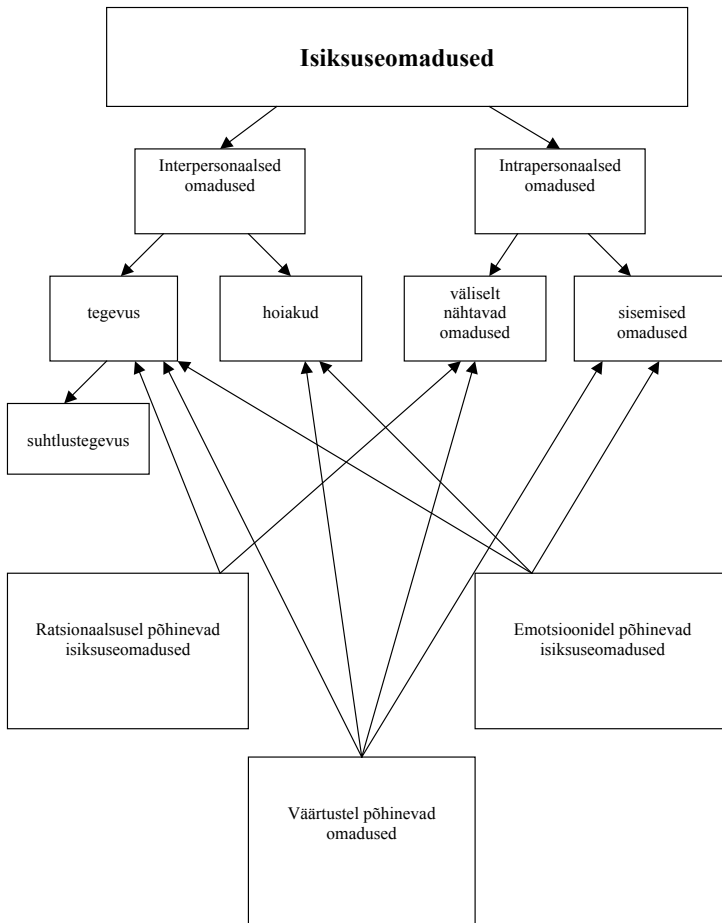 Isiksuseomadused
Interpersonaalsed
omadused
Intrapersonaalsed
omadused
tegevus
hoiakud
väliselt
nähtavad
omadused
sisemised
omadused
suhtlustegevus
Ratsionaalsusel põhinevad
isiksuseomadused
Emotsioonidel põhinevad
isiksuseomadused
Väärtustel põhinevad
omadused